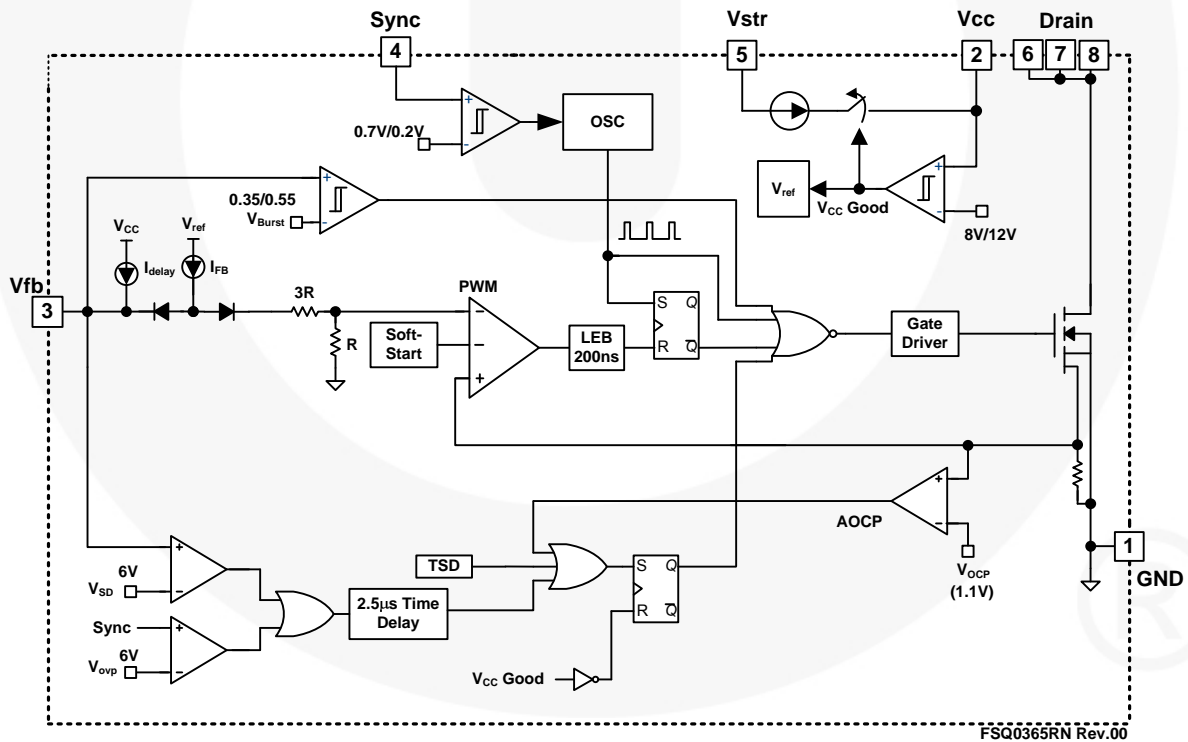 Sync
Vstr
Vcc
Drain
4
5
2
6 7 8
+
-
0.7V/0.2V
OSC
+
-
0.35/0.55
VBurst
Vref
VCC Good
+
-
8V/12V
VCC
Vref
Idelay
IFB
Vfb
3
3R
R
PWM
Soft-
Start
−
−
+
LEB
200ns
S Q
R Q̅
Gate
Driver
AOCP
+
−
VOCP
(1.1V)
1
GND
+
−
6V
VSD
Sync
+
−
6V
Vovp
2.5μs Time
Delay
TSD
S Q
R Q̅
VCC Good
FSQ0365RN Rev.00
®